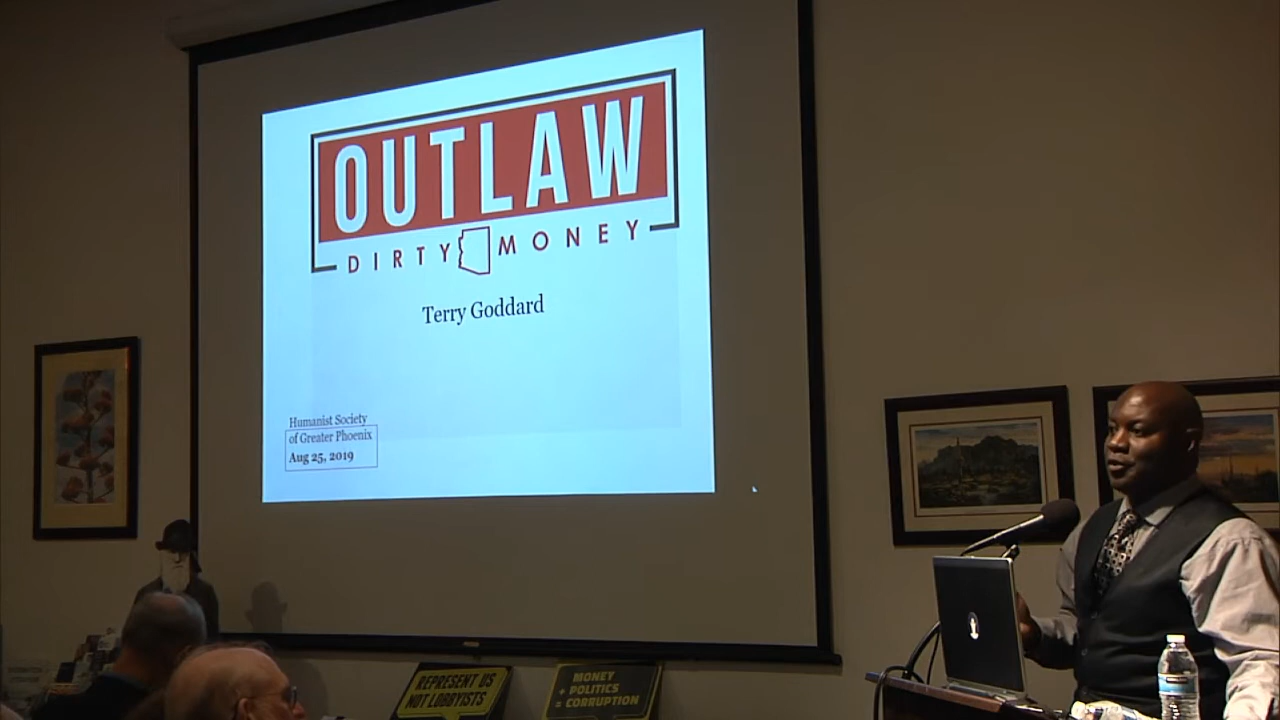 OUTLAW
DIRTY MONEY
Terry Goddard
Humanist Society
of Greater Phoenix
Aug 25, 2019
REPRESENT US
NOT LOBBYISTS
MONEY
+ POLITICS
= CORRUPTION